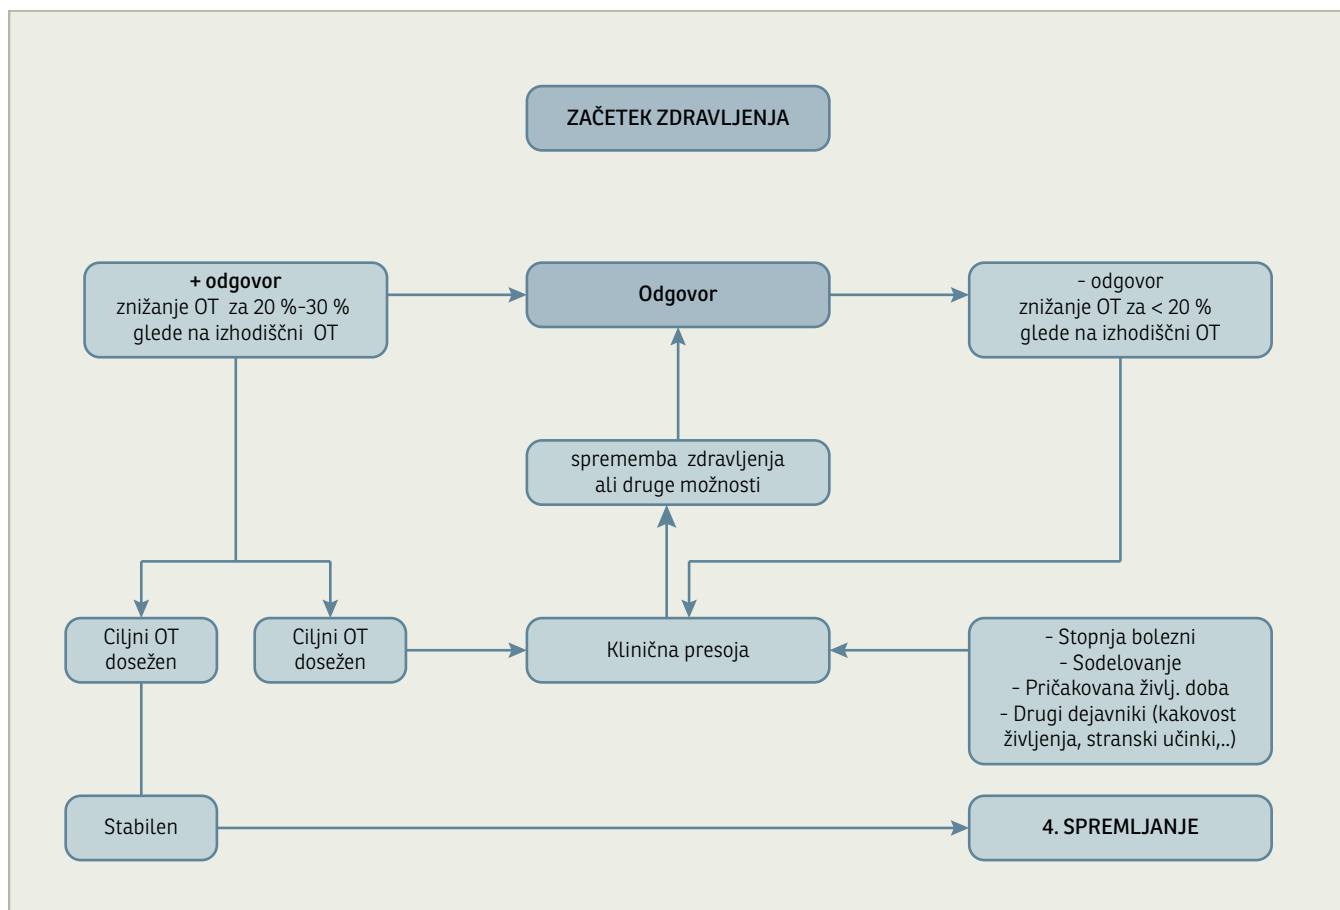 ZAČETEK ZDRAVLJENJA
+ odgovor
znižanje OT za 20 %-30 %
glede na izhodiščni OT
Odgovor
- odgovor
znižanje OT za < 20 %
glede na izhodiščni OT
sprememba zdravljenja
ali druge možnosti
Ciljni OT
dosežen
Ciljni OT
dosežen
Klinična presoja
- Stopnja bolezni
- Sodelovanje
- Pričakovana življ. doba
- Drugi dejavniki (kakovost
življenja, stranski učinki,..)
Stabilen
4. SPREMLJANJE